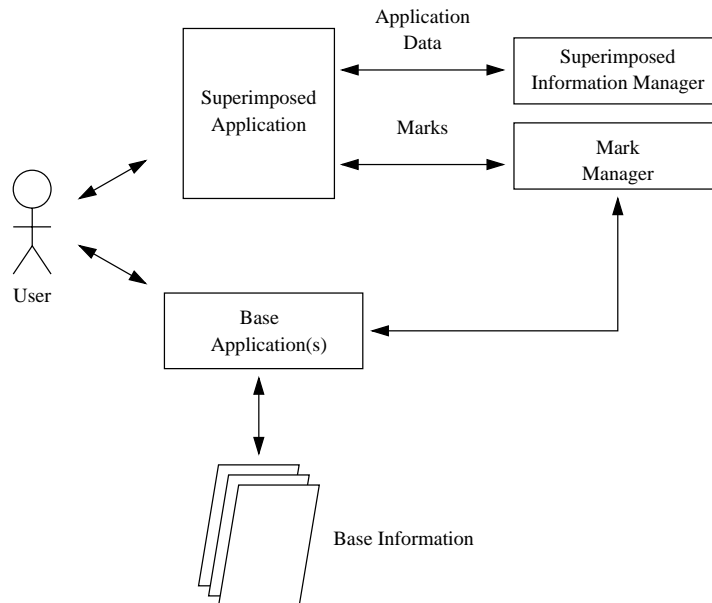 Application
Data
Superimposed
Information Manager
Superimposed
Application
Marks
Mark
Manager
User
Base
Application(s)
Base Information